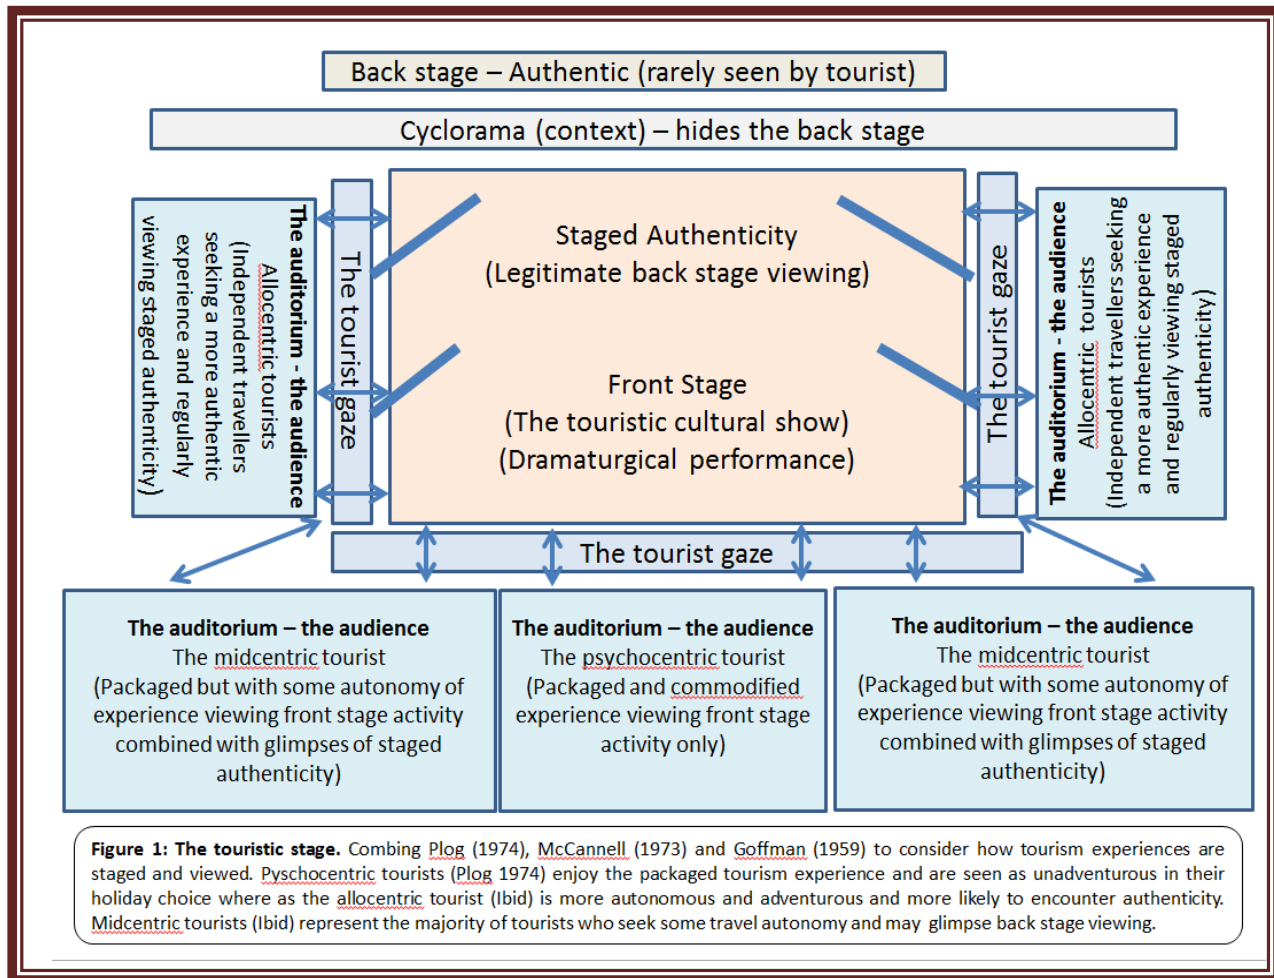 Back stage – Authentic (rarely seen by tourist)
Cyclorama (context) – hides the back stage
The auditorium - the audience
Allocentric tourists
(Independent travellers
seeking a more authentic
experience and regularly
viewing staged authenticity)
The tourist gaze
Staged Authenticity
(Legitimate back stage viewing)
Front Stage
(The touristic cultural show)
(Dramaturgical performance)
The tourist gaze
The auditorium - the audience
Allocentric tourists
(Independent travellers seeking
a more authentic experience
and regularly viewing staged
authenticity)
The tourist gaze
The auditorium – the audience
The midcentric tourist
(Packaged but with some autonomy of
experience viewing front stage activity
combined with glimpses of staged
authenticity)
The auditorium – the audience
The psychocentric tourist
(Packaged and commodified
experience viewing front stage
activity only)
The auditorium – the audience
The midcentric tourist
(Packaged but with some autonomy of
experience viewing front stage activity
combined with glimpses of staged
authenticity)
Figure 1: The touristic stage. Combing Plog (1974), McCannell (1973) and Goffman (1959) to consider how tourism experiences are
staged and viewed. Pyschocentric tourists (Plog 1974) enjoy the packaged tourism experience and are seen as unadventurous in their
holiday choice where as the allocentric tourist (Ibid) is more autonomous and adventurous and more likely to encounter authenticity.
Midcentric tourists (Ibid) represent the majority of tourists who seek some travel autonomy and may glimpse back stage viewing.